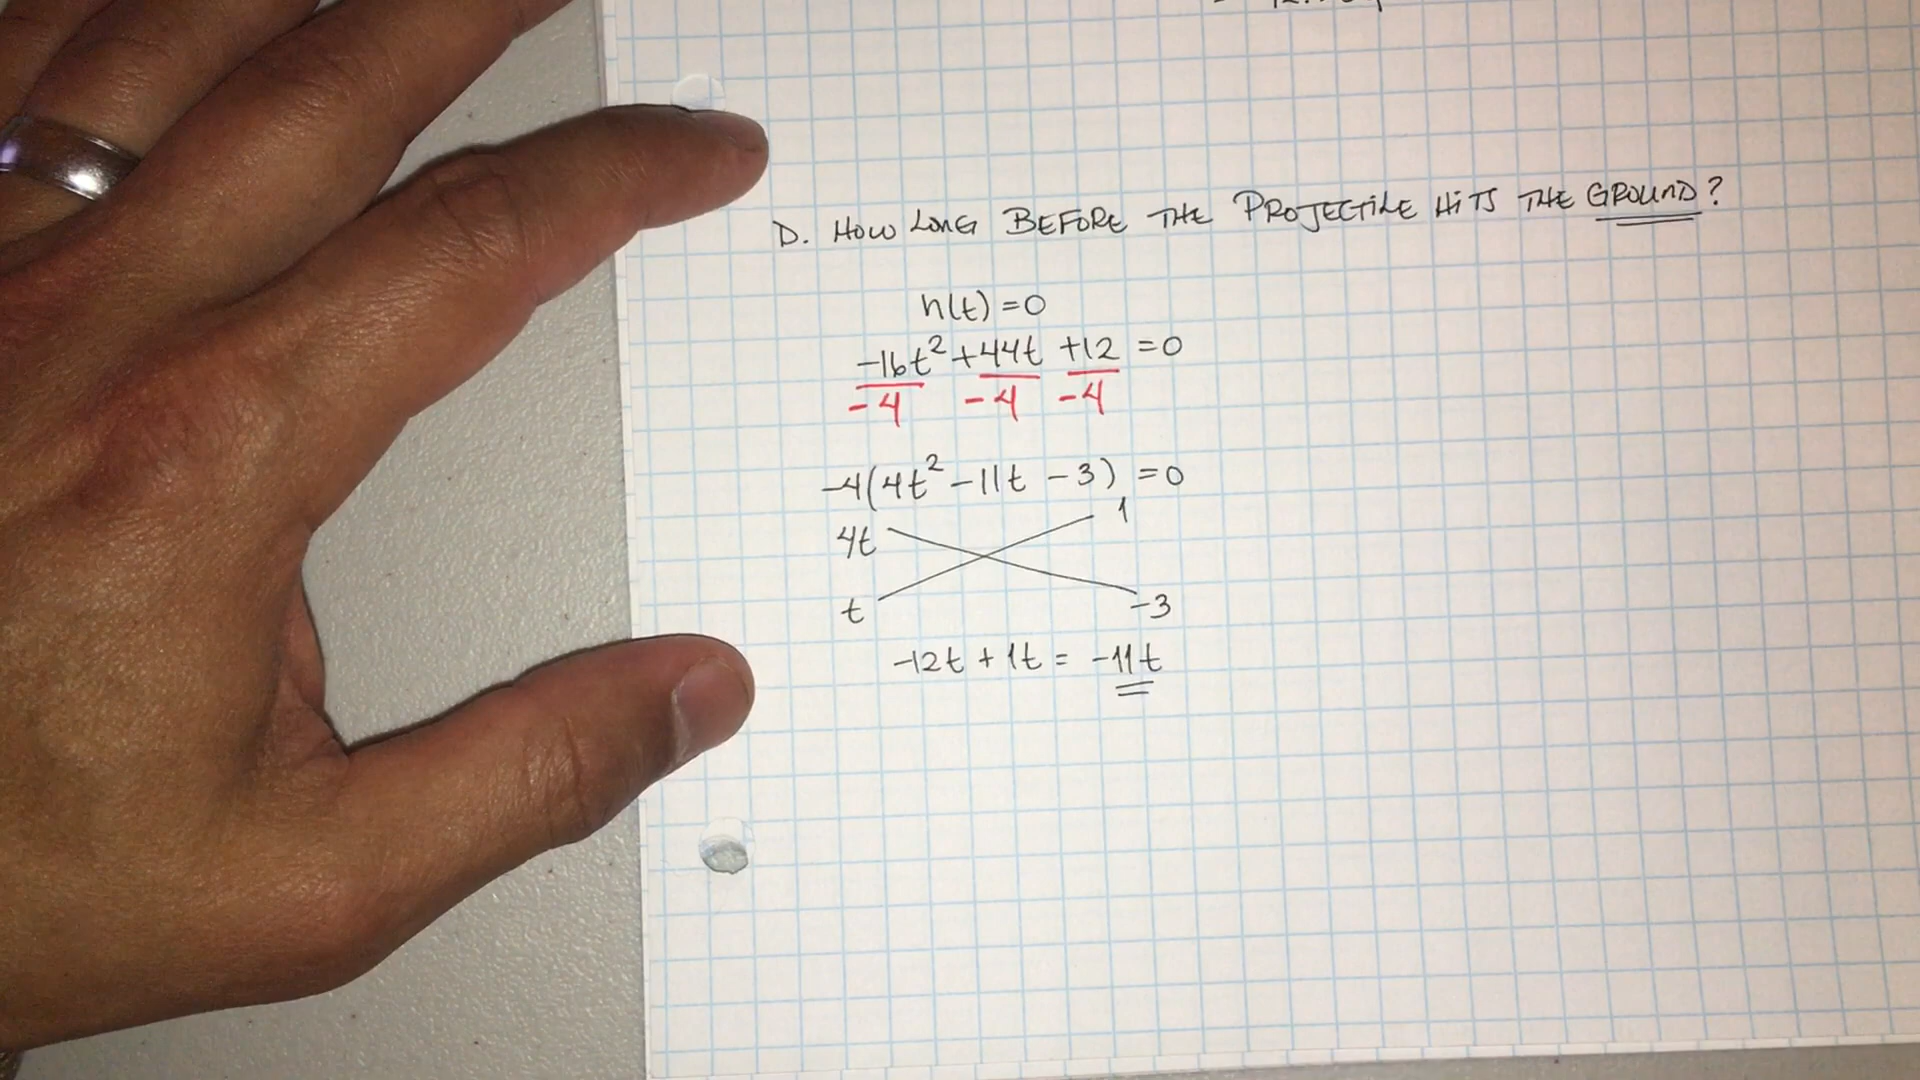 D. HOW LONG BEFORE THE PROJECTILE HITS THE GROUND?
h(t) = 0
-16t² + 44t + 12 = 0
-4 -4 -4
-4(4t² - 11t - 3) = 0
4t 1
t -3
-12t + 1t = -11t